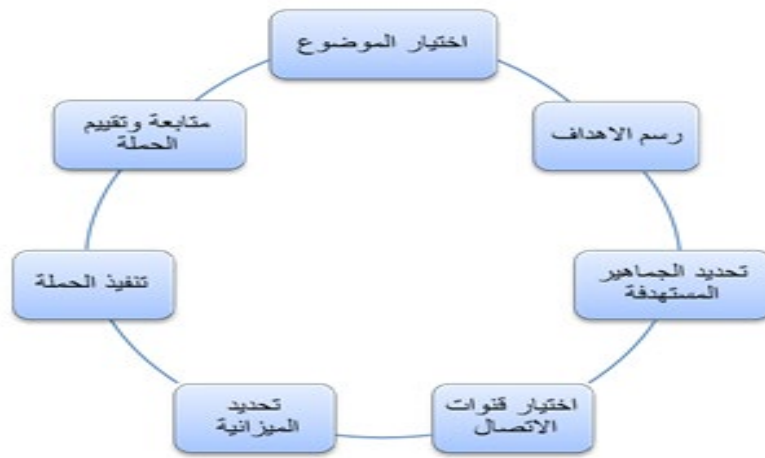 اختيار الموضوع
رسم الاهداف
تحديد الجماهير
المستهدفة
اختيار قنوات
الاتصال
تحديد
الميزانية
تنفيذ الحملة
متابعة وتقييم
الحملة